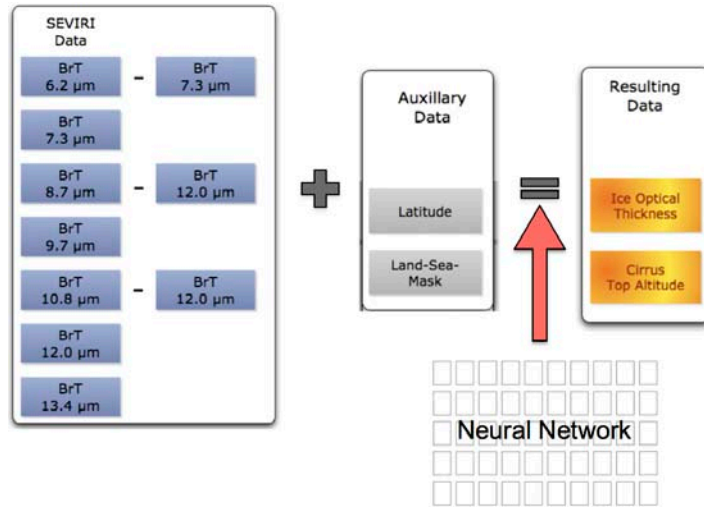 SEVIRI
Data
BrT
6.2 µm
-
BrT
7.3 µm
BrT
7.3 µm
BrT
8.7 µm
-
BrT
12.0 µm
BrT
9.7 µm
BrT
10.8 µm
-
BrT
12.0 µm
BrT
12.0 µm
BrT
13.4 µm
+
Auxillary
Data
Latitude
Land-Sea-
Mask
=
Resulting
Data
Ice Optical
Thickness
Cirrus
Top Altitude
Neural Network